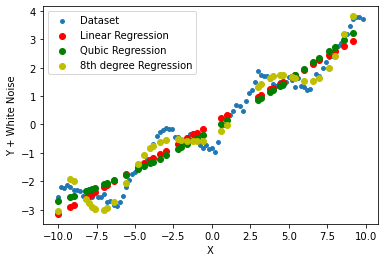 Dataset
Linear Regression
Qubic Regression
8th degree Regression
Y + White Noise
4
3
2
1
0
−1
−2
−3
−10.0 −7.5 −5.0 −2.5 0.0 2.5 5.0 7.5 10.0
X